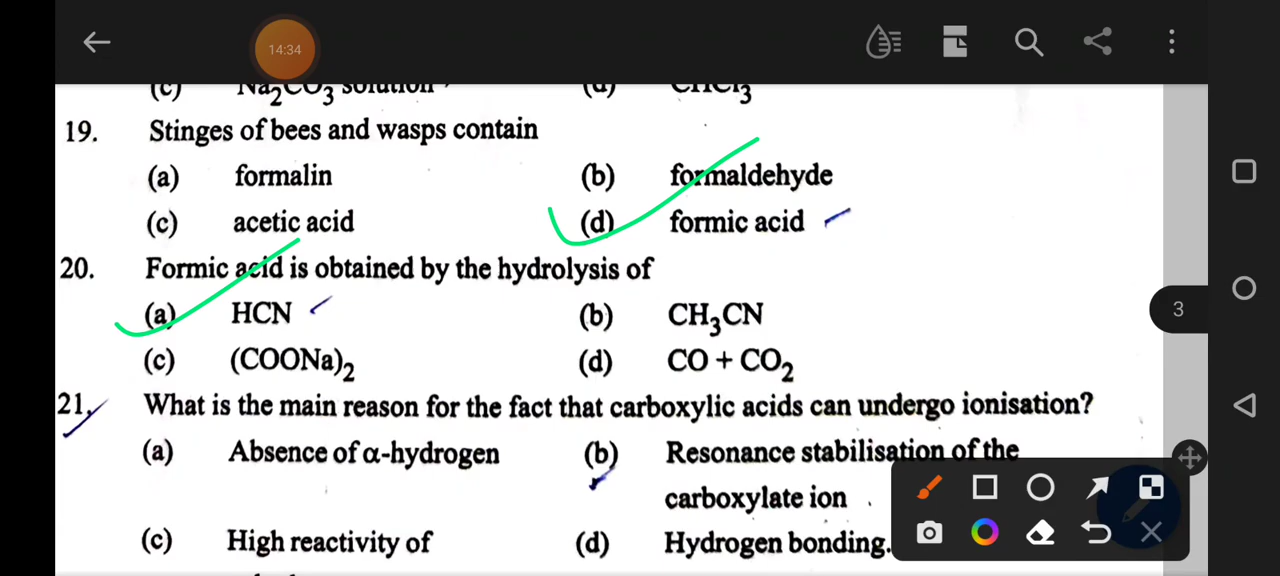 14:34
(c) Na₂CO₃ solution (d) CHCl₃
19. Stinges of bees and wasps contain
(a) formalin (b) formaldehyde
(c) acetic acid (d) formic acid
20. Formic acid is obtained by the hydrolysis of
(a) HCN (b) CH₃CN
(c) (COONa)₂ (d) CO + CO₂
3
21. What is the main reason for the fact that carboxylic acids can undergo ionisation?
(a) Absence of α-hydrogen (b) Resonance stabilisation of the
carboxylate ion
(c) High reactivity of (d) Hydrogen bonding.